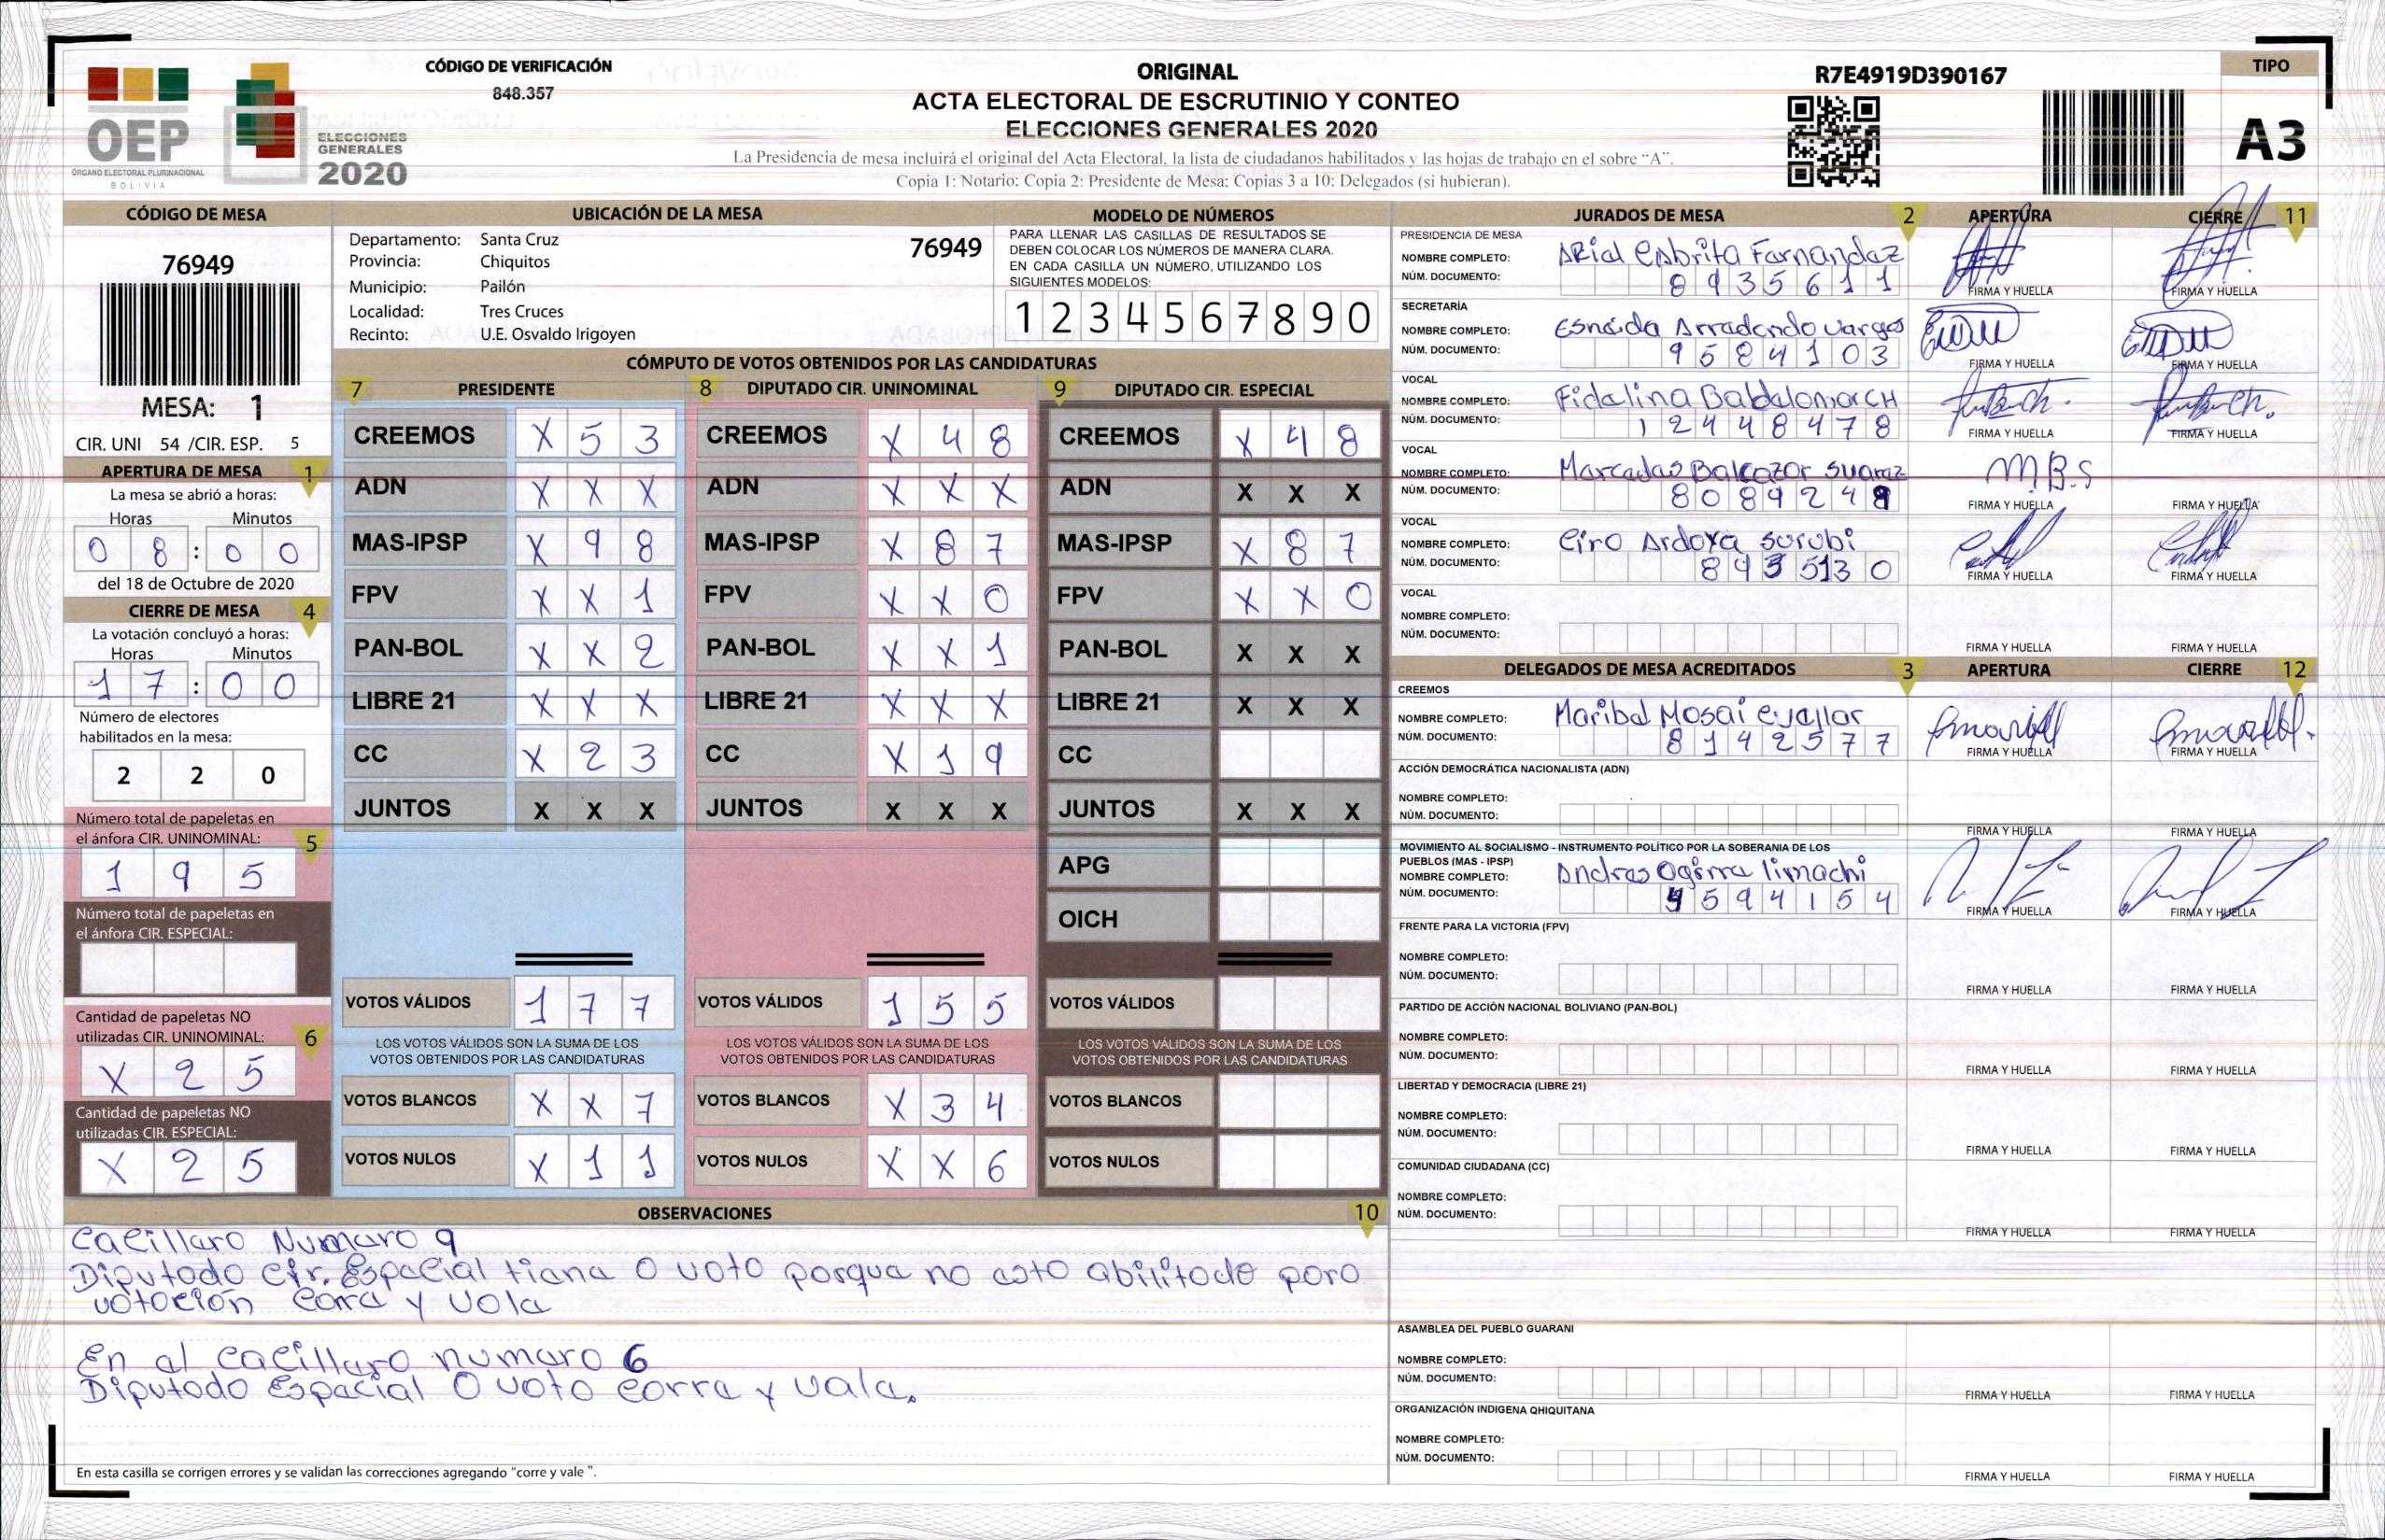 CÓDIGO DE VERIFICACIÓN
848.357
OEP
ÓRGANO ELECTORAL PLURINACIONAL
BOLIVIA
ELECCIONES
GENERALES
2020
ORIGINAL
ACTA ELECTORAL DE ESCRUTINIO Y CONTEO
ELECCIONES GENERALES 2020
La Presidencia de mesa incluirá el original del Acta Electoral, la lista de ciudadanos habilitados y las hojas de trabajo en el sobre "A".
Copia 1: Notario; Copia 2: Presidente de Mesa; Copias 3 a 10: Delegados (si hubieran).
R7E4919D390167
TIPO
A3
CÓDIGO DE MESA
76949
MESA: 1
CIR. UNI 54 /CIR. ESP. 5
APERTURA DE MESA 1
La mesa se abrió a horas:
Horas Minutos
0 8 : 0 0
del 18 de Octubre de 2020
CIERRE DE MESA 4
La votación concluyó a horas:
Horas Minutos
1 7 : 0 0
Número de electores
habilitados en la mesa:
2 2 0
Número total de papeletas en
el ánfora CIR. UNINOMINAL: 5
1 9 5
Número total de papeletas en
el ánfora CIR. ESPECIAL:
Cantidad de papeletas NO
utilizadas CIR. UNINOMINAL: 6
X 2 5
Cantidad de papeletas NO
utilizadas CIR. ESPECIAL:
X 2 5
UBICACIÓN DE LA MESA
Departamento: Santa Cruz 76949
Provincia: Chiquitos
Municipio: Pailón
Localidad: Tres Cruces
Recinto: U.E. Osvaldo Irigoyen
MODELO DE NÚMEROS
PARA LLENAR LAS CASILLAS DE RESULTADOS SE
DEBEN COLOCAR LOS NÚMEROS DE MANERA CLARA.
EN CADA CASILLA UN NÚMERO, UTILIZANDO LOS
SIGUIENTES MODELOS:
1 2 3 4 5 6 7 8 9 0
CÓMPUTO DE VOTOS OBTENIDOS POR LAS CANDIDATURAS
7 PRESIDENTE 8 DIPUTADO CIR. UNINOMINAL 9 DIPUTADO CIR. ESPECIAL
CREEMOS X 5 3 CREEMOS X 4 8 CREEMOS X 4 8
ADN X X X ADN X X X ADN X X X
MAS-IPSP X 9 8 MAS-IPSP X 8 7 MAS-IPSP X 8 7
FPV X X 1 FPV X X 0 FPV X X 0
PAN-BOL X X 2 PAN-BOL X X 1 PAN-BOL X X X
LIBRE 21 X X X LIBRE 21 X X X LIBRE 21 X X X
CC X 2 3 CC X 1 9 CC
JUNTOS X X X JUNTOS X X X JUNTOS X X X
APG
OICH
VOTOS VÁLIDOS 1 7 7 VOTOS VÁLIDOS 1 5 5 VOTOS VÁLIDOS
LOS VOTOS VÁLIDOS SON LA SUMA DE LOS LOS VOTOS VÁLIDOS SON LA SUMA DE LOS LOS VOTOS VÁLIDOS SON LA SUMA DE LOS
VOTOS OBTENIDOS POR LAS CANDIDATURAS VOTOS OBTENIDOS POR LAS CANDIDATURAS VOTOS OBTENIDOS POR LAS CANDIDATURAS
VOTOS BLANCOS X X 7 VOTOS BLANCOS X 3 4 VOTOS BLANCOS
VOTOS NULOS X 1 1 VOTOS NULOS X X 6 VOTOS NULOS
OBSERVACIONES 10
Cacillaro Numaro 9
Diputodo Cir. Espacial tiana 0 voto porqua no asto abilitodo poro
votoción Corra y vola
En al cacillaro numaro 6
Diputodo Espacial 0 voto corra y vala.
En esta casilla se corrigen errores y se validan las correcciones agregando "corre y vale ".
JURADOS DE MESA 2 APERTURA CIERRE 11
PRESIDENCIA DE MESA
NOMBRE COMPLETO: Arial Cabrita Farnandaz
NÚM. DOCUMENTO: 8 9 3 5 6 1 1
FIRMA Y HUELLA FIRMA Y HUELLA
SECRETARÍA
NOMBRE COMPLETO: Esnaida Arradondo Vargas
NÚM. DOCUMENTO: 9 5 8 4 1 0 3
FIRMA Y HUELLA FIRMA Y HUELLA
VOCAL
NOMBRE COMPLETO: Fidalina Baldalomar CH
NÚM. DOCUMENTO: 1 2 4 4 8 4 7 8
FIRMA Y HUELLA FIRMA Y HUELLA
VOCAL
NOMBRE COMPLETO: Marcadas Balcazar Suaraz M.B.S
NÚM. DOCUMENTO: 8 0 8 9 2 4 9
FIRMA Y HUELLA FIRMA Y HUELLA
VOCAL
NOMBRE COMPLETO: Ciro Ardaya Surubi
NÚM. DOCUMENTO: 8 9 3 5 1 3 0
FIRMA Y HUELLA FIRMA Y HUELLA
VOCAL
NOMBRE COMPLETO:
NÚM. DOCUMENTO:
FIRMA Y HUELLA FIRMA Y HUELLA
DELEGADOS DE MESA ACREDITADOS 3 APERTURA CIERRE 12
CREEMOS
NOMBRE COMPLETO: Maribal Mosai Cuallar
NÚM. DOCUMENTO: 8 1 4 2 5 7 7
FIRMA Y HUELLA FIRMA Y HUELLA
ACCIÓN DEMOCRÁTICA NACIONALISTA (ADN)
NOMBRE COMPLETO:
NÚM. DOCUMENTO:
FIRMA Y HUELLA FIRMA Y HUELLA
MOVIMIENTO AL SOCIALISMO - INSTRUMENTO POLÍTICO POR LA SOBERANIA DE LOS
PUEBLOS (MAS - IPSP)
NOMBRE COMPLETO: Andras limachi
NÚM. DOCUMENTO: 5 9 4 1 5 4
FIRMA Y HUELLA FIRMA Y HUELLA
FRENTE PARA LA VICTORIA (FPV)
NOMBRE COMPLETO:
NÚM. DOCUMENTO:
FIRMA Y HUELLA FIRMA Y HUELLA
PARTIDO DE ACCIÓN NACIONAL BOLIVIANO (PAN-BOL)
NOMBRE COMPLETO:
NÚM. DOCUMENTO:
FIRMA Y HUELLA FIRMA Y HUELLA
LIBERTAD Y DEMOCRACIA (LIBRE 21)
NOMBRE COMPLETO:
NÚM. DOCUMENTO:
FIRMA Y HUELLA FIRMA Y HUELLA
COMUNIDAD CIUDADANA (CC)
NOMBRE COMPLETO:
NÚM. DOCUMENTO:
FIRMA Y HUELLA FIRMA Y HUELLA
ASAMBLEA DEL PUEBLO GUARANI
NOMBRE COMPLETO:
NÚM. DOCUMENTO:
FIRMA Y HUELLA FIRMA Y HUELLA
ORGANIZACIÓN INDIGENA QHIQUITANA
NOMBRE COMPLETO:
NÚM. DOCUMENTO:
FIRMA Y HUELLA FIRMA Y HUELLA